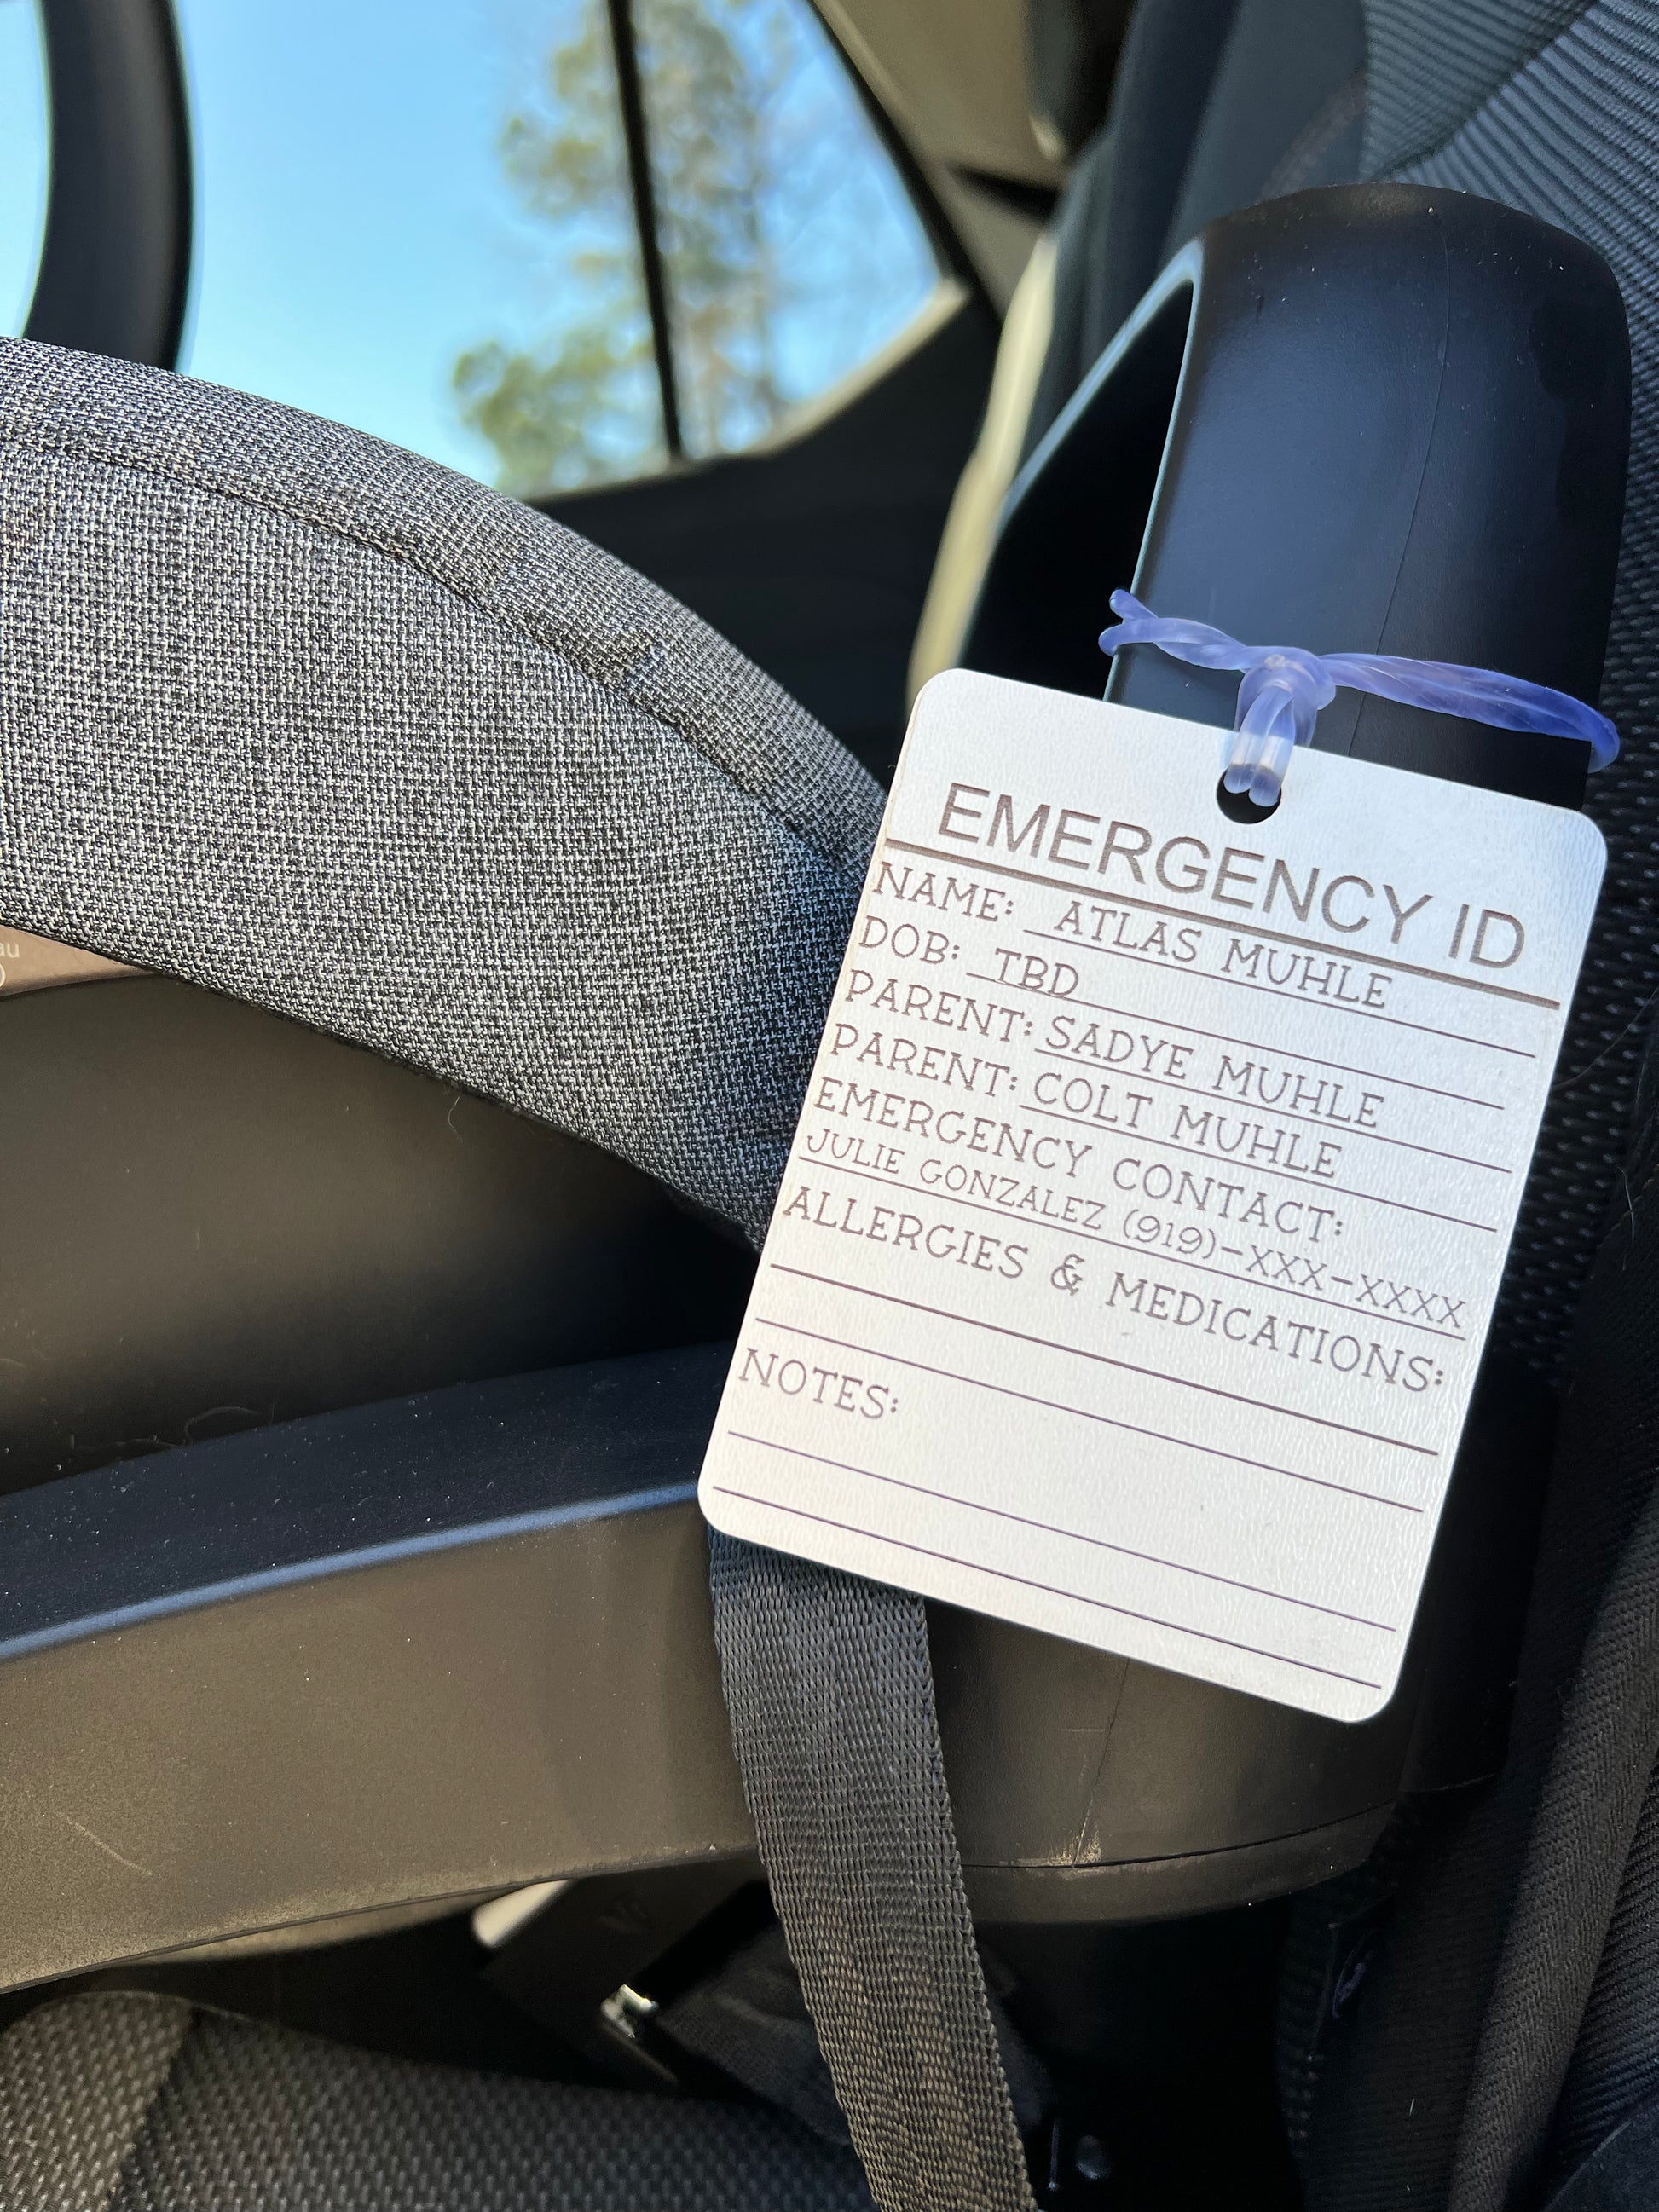 EMERGENCY ID
NAME: ATLAS MUHLE
DOB: TBD
PARENT: SADYE MUHLE
PARENT: COLT MUHLE
EMERGENCY CONTACT:
JULIE GONZALEZ (919)-XXX-XXXX
ALLERGIES & MEDICATIONS:
NOTES: